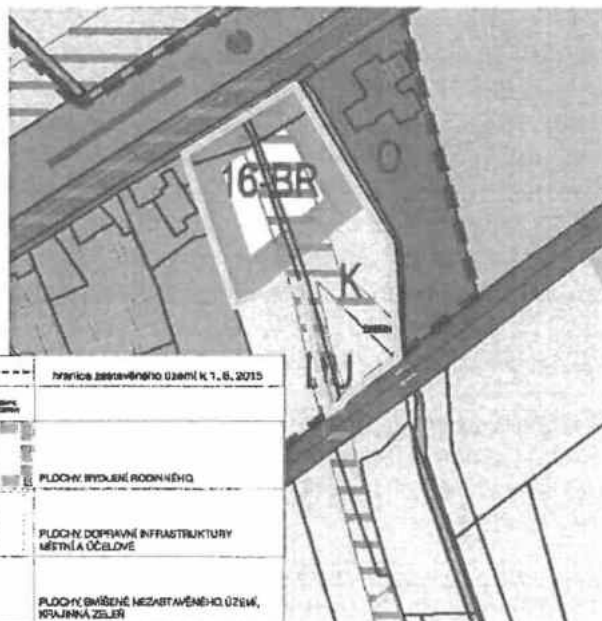 O
16-BR
K
hranice zastavěného území k 1. 6. 2015
PLOCHY BYDLENÍ RODINNÉHO
PLOCHY DOPRAVNÍ INFRASTRUKTURY
MÍSTNÍ A ÚČELOVÉ
PLOCHY SMÍŠENÉ NEZASTAVĚNÉHO ÚZEMÍ,
KRAJINNÁ ZELEŇ